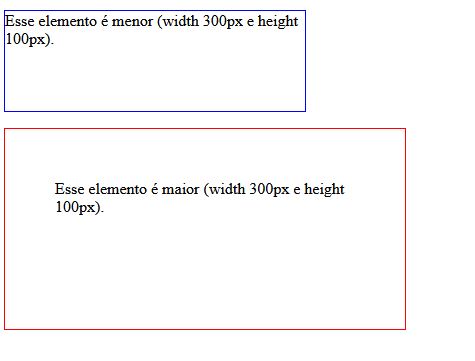 Esse elemento é menor (width 300px e height
100px).
Esse elemento é maior (width 300px e height
100px).